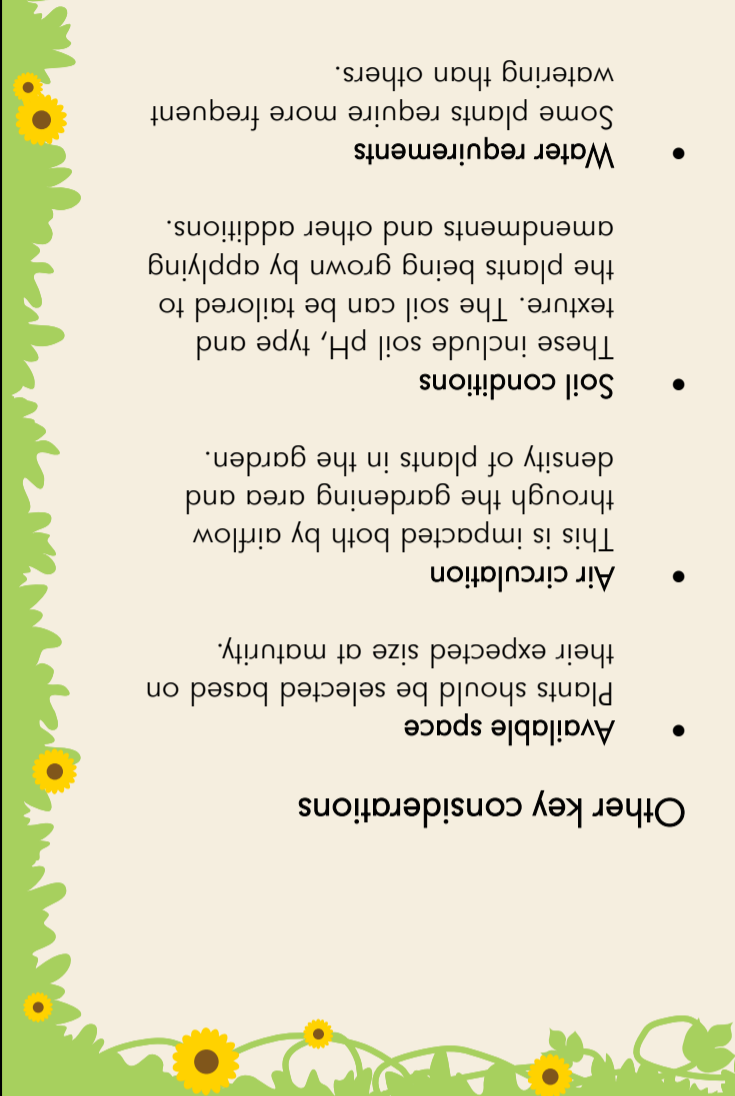 Other key considerations
• Available space
Plants should be selected based on
their expected size at maturity.
• Air circulation
This is impacted both by airflow
through the gardening area and
density of plants in the garden.
• Soil conditions
These include soil pH, type and
texture. The soil can be tailored to
the plants being grown by applying
amendments and other additions.
• Water requirements
Some plants require more frequent
watering than others.